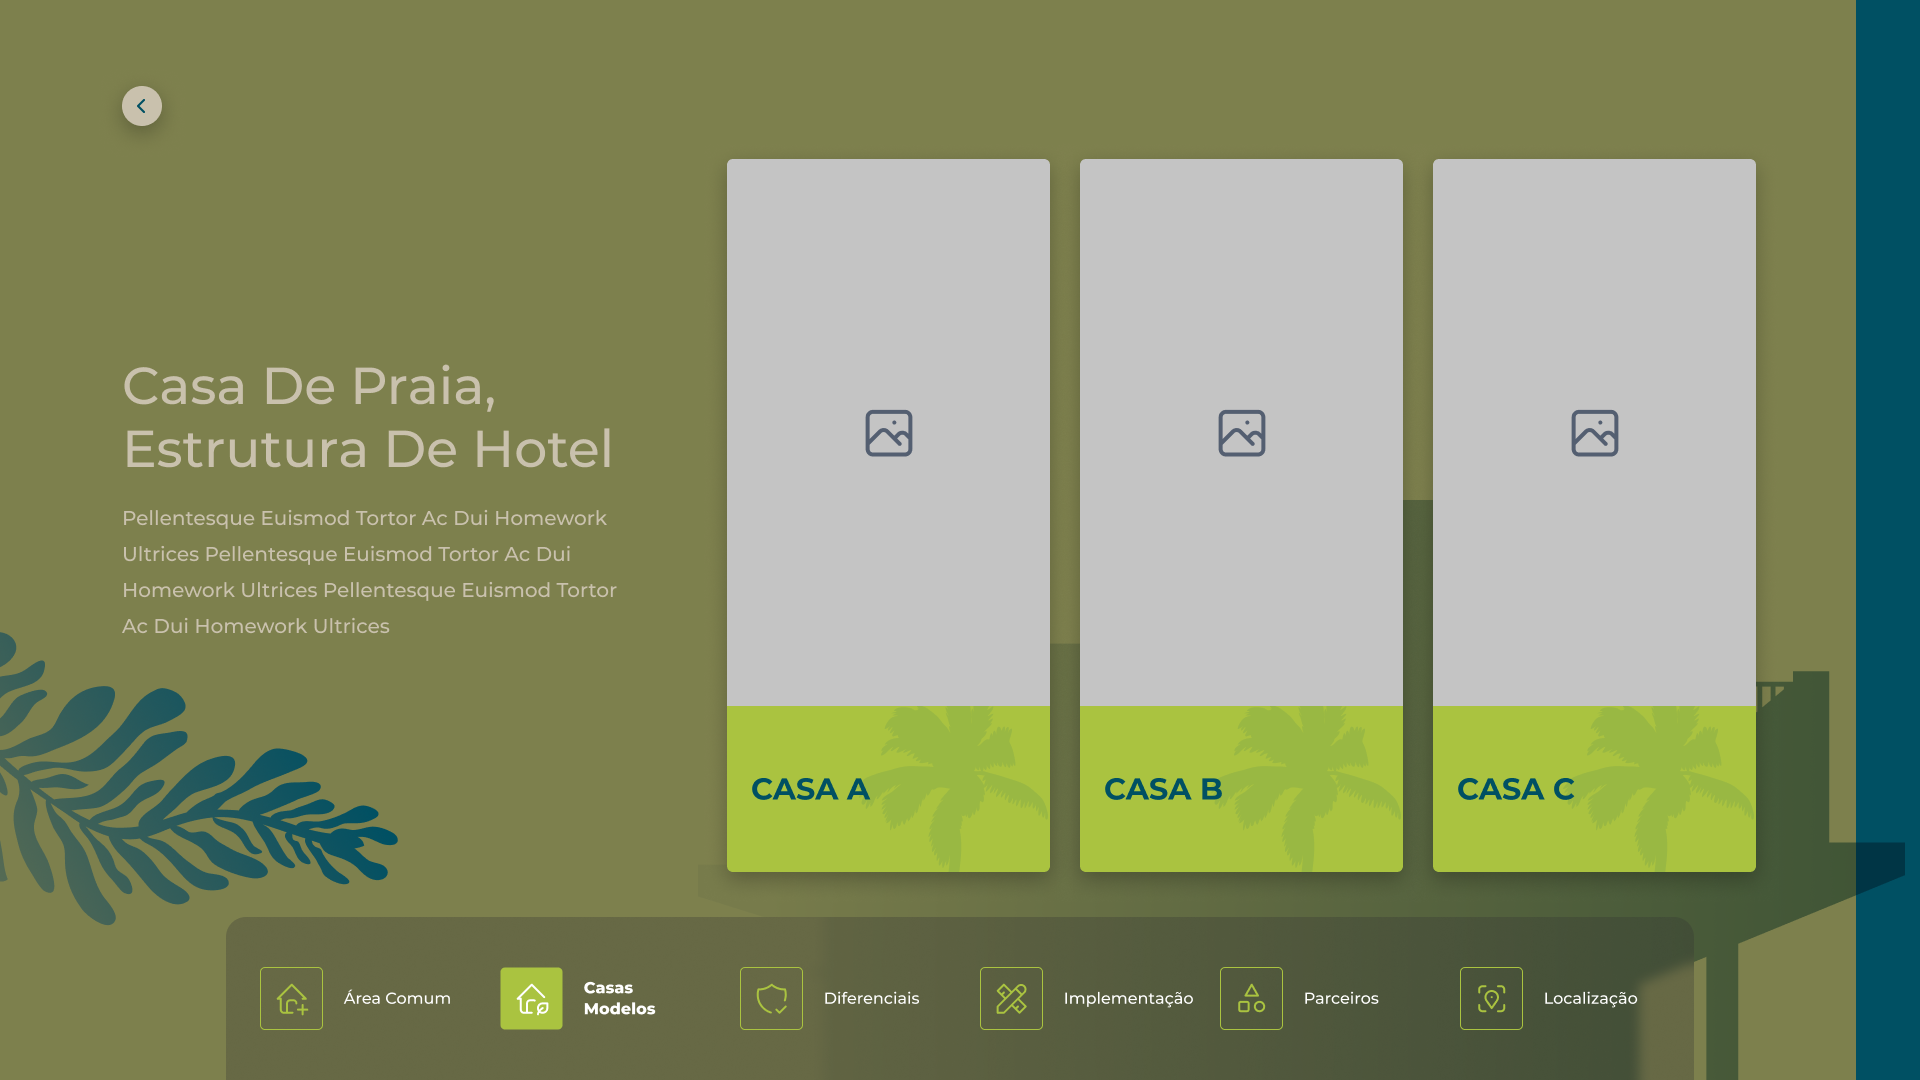 Casa De Praia,
Estrutura De Hotel
Pellentesque Euismod Tortor Ac Dui Homework
Ultrices Pellentesque Euismod Tortor Ac Dui
Homework Ultrices Pellentesque Euismod Tortor
Ac Dui Homework Ultrices
CASA A
CASA B
CASA C
Área Comum
Casas
Modelos
Diferenciais
Implementação
Parceiros
Localização